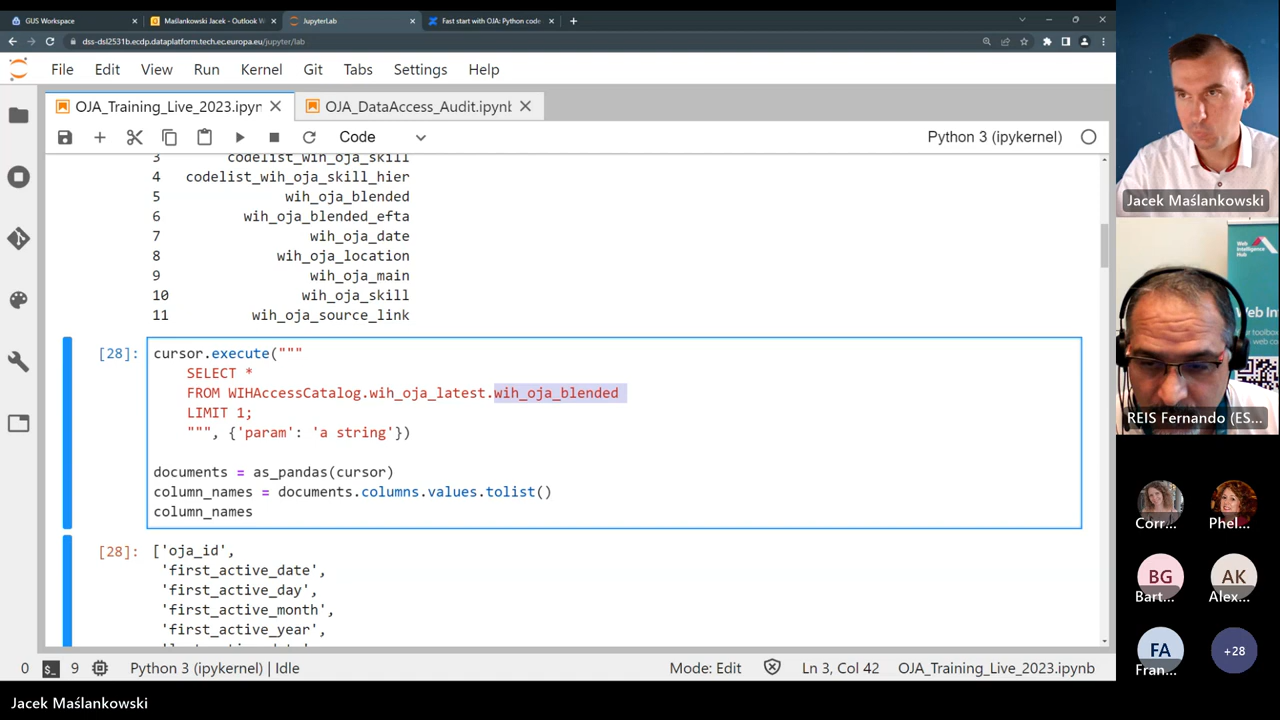 GUS Workspace
Maślankowski Jacek - Outlook W
JupyterLab
Fast start with OJA: Python code
dss-dsl2531b.ecdp.dataplatform.tech.ec.europa.eu/jupyter/lab
File Edit View Run Kernel Git Tabs Settings Help
OJA_Training_Live_2023.ipyn
OJA_DataAccess_Audit.ipynb
Code
Python 3 (ipykernel)
3 codelist_wih_oja_skill
4 codelist_wih_oja_skill_hier
5 wih_oja_blended
6 wih_oja_blended_efta
7 wih_oja_date
8 wih_oja_location
9 wih_oja_main
10 wih_oja_skill
11 wih_oja_source_link
[28]: cursor.execute("""
SELECT *
FROM WIHAccessCatalog.wih_oja_latest.wih_oja_blended
LIMIT 1;
""", {'param': 'a string'})
documents = as_pandas(cursor)
column_names = documents.columns.values.tolist()
column_names
[28]: ['oja_id',
'first_active_date',
'first_active_day',
'first_active_month',
'first_active_year',
0 $_ 9 Python 3 (ipykernel) | Idle
Mode: Edit
Ln 3, Col 42
OJA_Training_Live_2023.ipynb
Jacek Maślankowski
Jacek Maślankowski
Web
Intelligence
Hub
REIS Fernando (ES...
Corr...
Phel...
BG
Bart...
AK
Alex...
FA
Fran...
+28